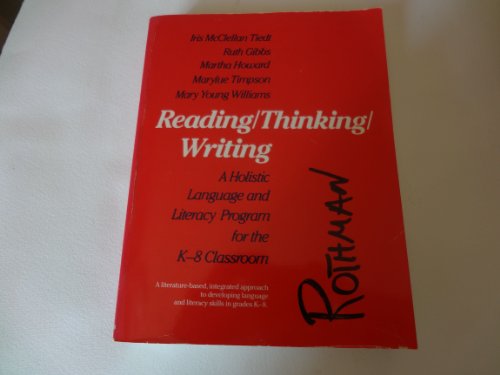 Iris McClellan Tiedt
Ruth Gibbs
Martha Howard
Marylue Timpson
Mary Young Williams
Reading/Thinking/
Writing
A Holistic
Language and
Literacy Program
for the
K–8 Classroom
A literature-based, integrated approach
to developing language
and literacy skills in grades K–8.
ROTHMAN